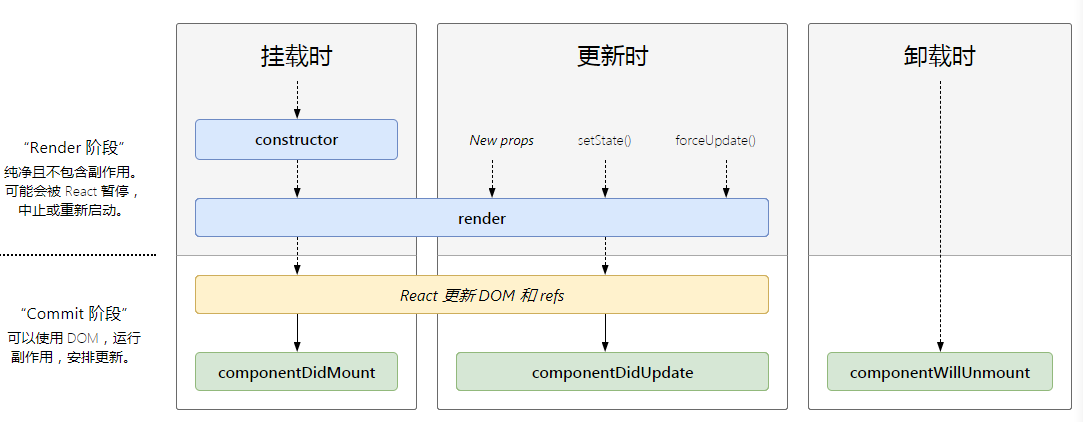 挂载时
更新时
卸载时
“Render 阶段”
纯净且不包含副作用。
可能会被 React 暂停，
中止或重新启动。
constructor
New props
setState()
forceUpdate()
render
“Commit 阶段”
可以使用 DOM，运行
副作用，安排更新。
React 更新 DOM 和 refs
componentDidMount
componentDidUpdate
componentWillUnmount